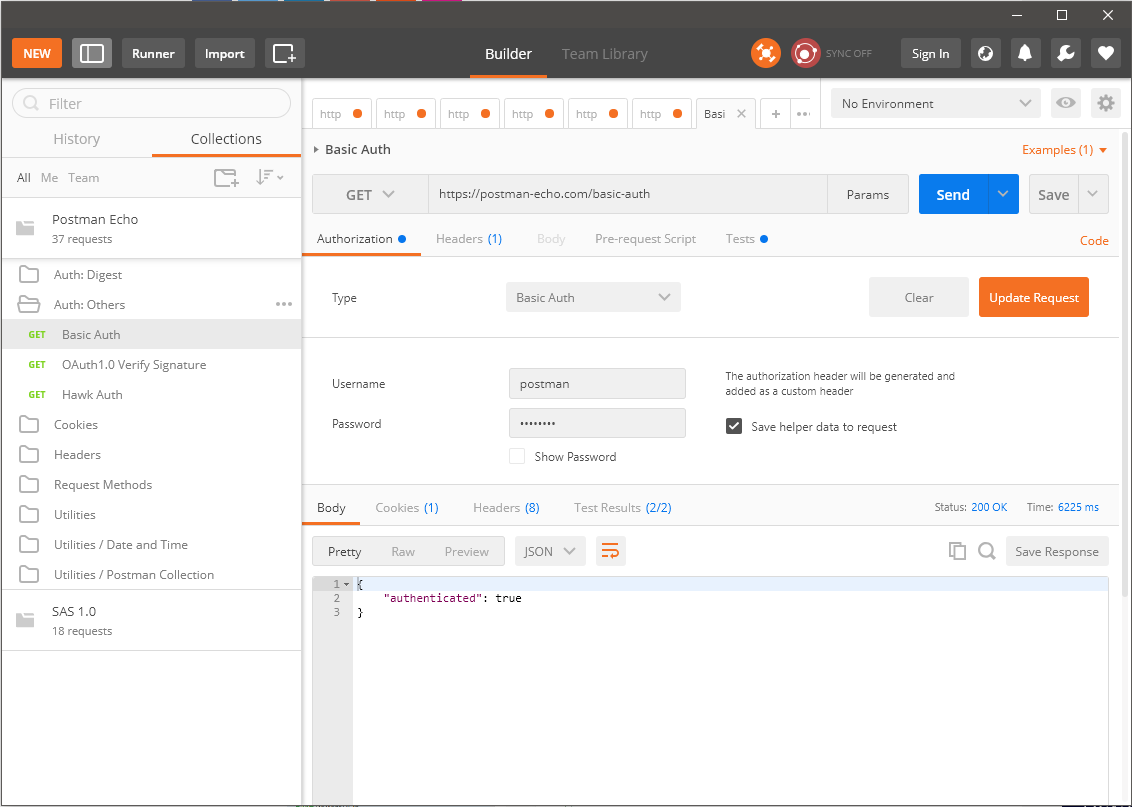 NEW Runner Import Builder Team Library SYNC OFF Sign In
Filter
History Collections
All Me Team
Postman Echo
37 requests
Auth: Digest
Auth: Others
GET Basic Auth
GET OAuth1.0 Verify Signature
GET Hawk Auth
Cookies
Headers
Request Methods
Utilities
Utilities / Date and Time
Utilities / Postman Collection
SAS 1.0
18 requests
http http http http http http Basi No Environment
Basic Auth Examples (1)
GET https://postman-echo.com/basic-auth Params Send Save
Authorization Headers (1) Body Pre-request Script Tests Code
Type Basic Auth Clear Update Request
Username postman
The authorization header will be generated and
added as a custom header
Password ••••••••
Save helper data to request
Show Password
Body Cookies (1) Headers (8) Test Results (2/2) Status: 200 OK Time: 6225 ms
Pretty Raw Preview JSON Save Response
1 {
2 "authenticated": true
3 }